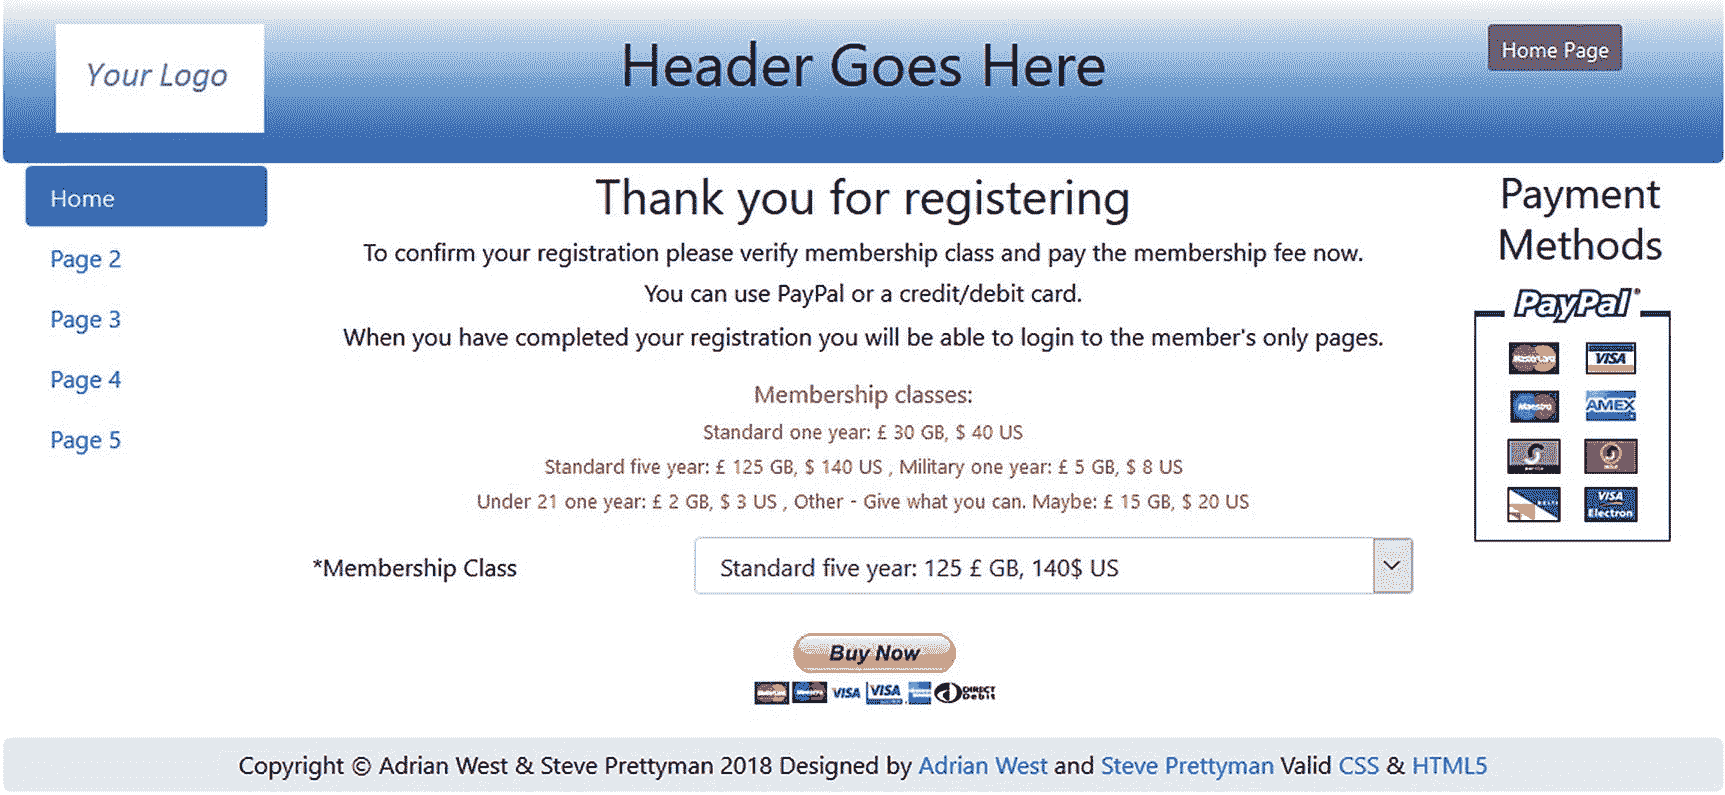 Your Logo
Header Goes Here
Home Page
Home
Page 2
Page 3
Page 4
Page 5
Thank you for registering
To confirm your registration please verify membership class and pay the membership fee now.
You can use PayPal or a credit/debit card.
When you have completed your registration you will be able to login to the member's only pages.
Membership classes:
Standard one year: £ 30 GB, $ 40 US
Standard five year: £ 125 GB, $ 140 US , Military one year: £ 5 GB, $ 8 US
Under 21 one year: £ 2 GB, $ 3 US , Other - Give what you can. Maybe: £ 15 GB, $ 20 US
*Membership Class
Standard five year: 125 £ GB, 140$ US
Buy Now
VISA VISA DIRECT Debit
Payment
Methods
PayPal
MasterCard VISA
Maestro AMEX
DELTA VISA Electron
Copyright © Adrian West & Steve Prettyman 2018 Designed by Adrian West and Steve Prettyman Valid CSS & HTML5